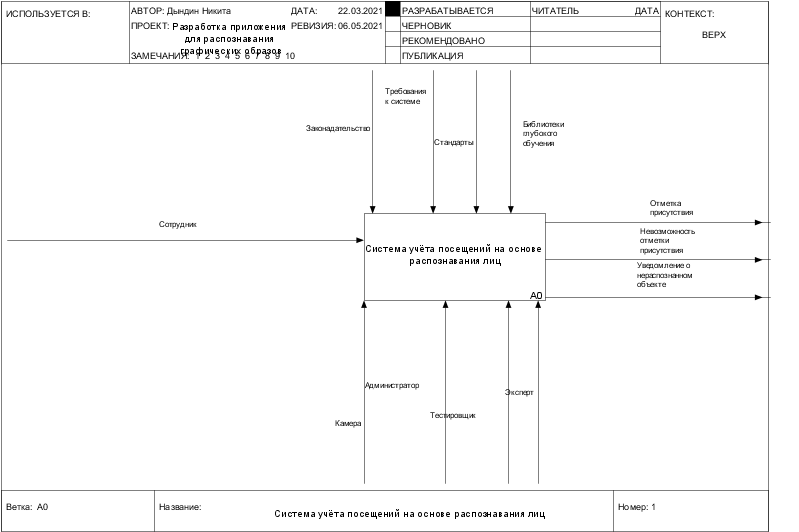 ИСПОЛЬЗУЕТСЯ В:
АВТОР: Дындин Никита
ДАТА: 22.03.2021
РАЗРАБАТЫВАЕТСЯ
ЧИТАТЕЛЬ
ДАТА
КОНТЕКСТ:
ПРОЕКТ: Разработка приложения
для распознавания
графических образов
РЕВИЗИЯ: 06.05.2021
ЧЕРНОВИК
ВЕРХ
РЕКОМЕНДОВАНО
ЗАМЕЧАНИЯ: 1 2 3 4 5 6 7 8 9 10
ПУБЛИКАЦИЯ
Требования
к системе
Законадательство
Стандарты
Библиотеки
глубокого
обучения
Сотрудник
Отметка
присутствия
Невозможность
отметки
присутствия
Уведомление о
нераспознанном
объекте
Система учёта посещений на основе
распознавания лиц
A0
Администратор
Эксперт
Тестировщик
Камера
Ветка: A0
Название:
Система учёта посещений на основе распознавания лиц
Номер: 1